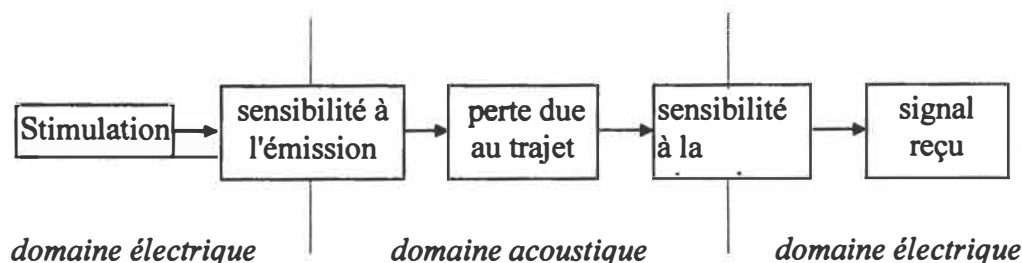 Stimulation
sensibilité à
l'émission
perte due
au trajet
sensibilité
à la
signal
reçu
domaine électrique
domaine acoustique
domaine électrique